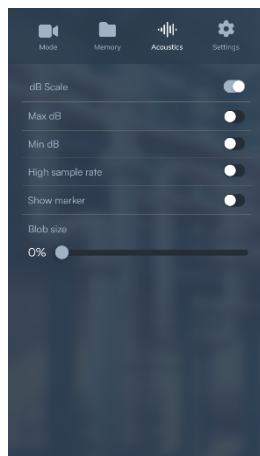 Mode
Memory
Acoustics
Settings
dB Scale
Max dB
Min dB
High sample rate
Show marker
Blob size
0%